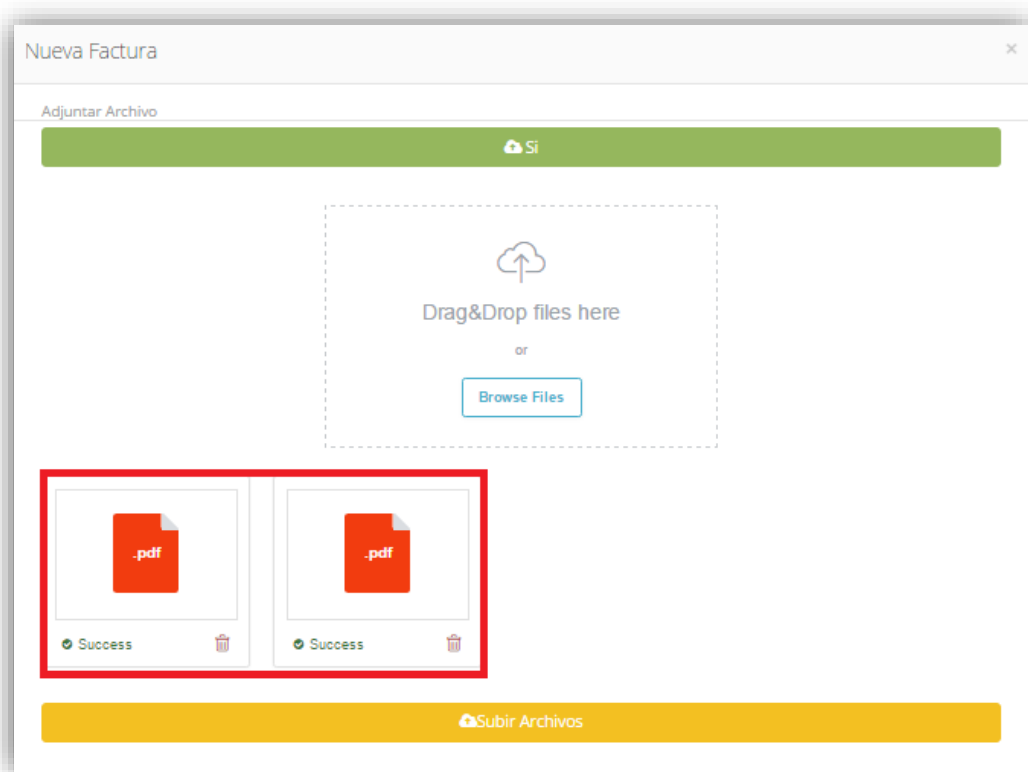 Nueva Factura ×
Adjuntar Archivo
Si
Drag&Drop files here
or
Browse Files
.pdf .pdf
Success Success
Subir Archivos